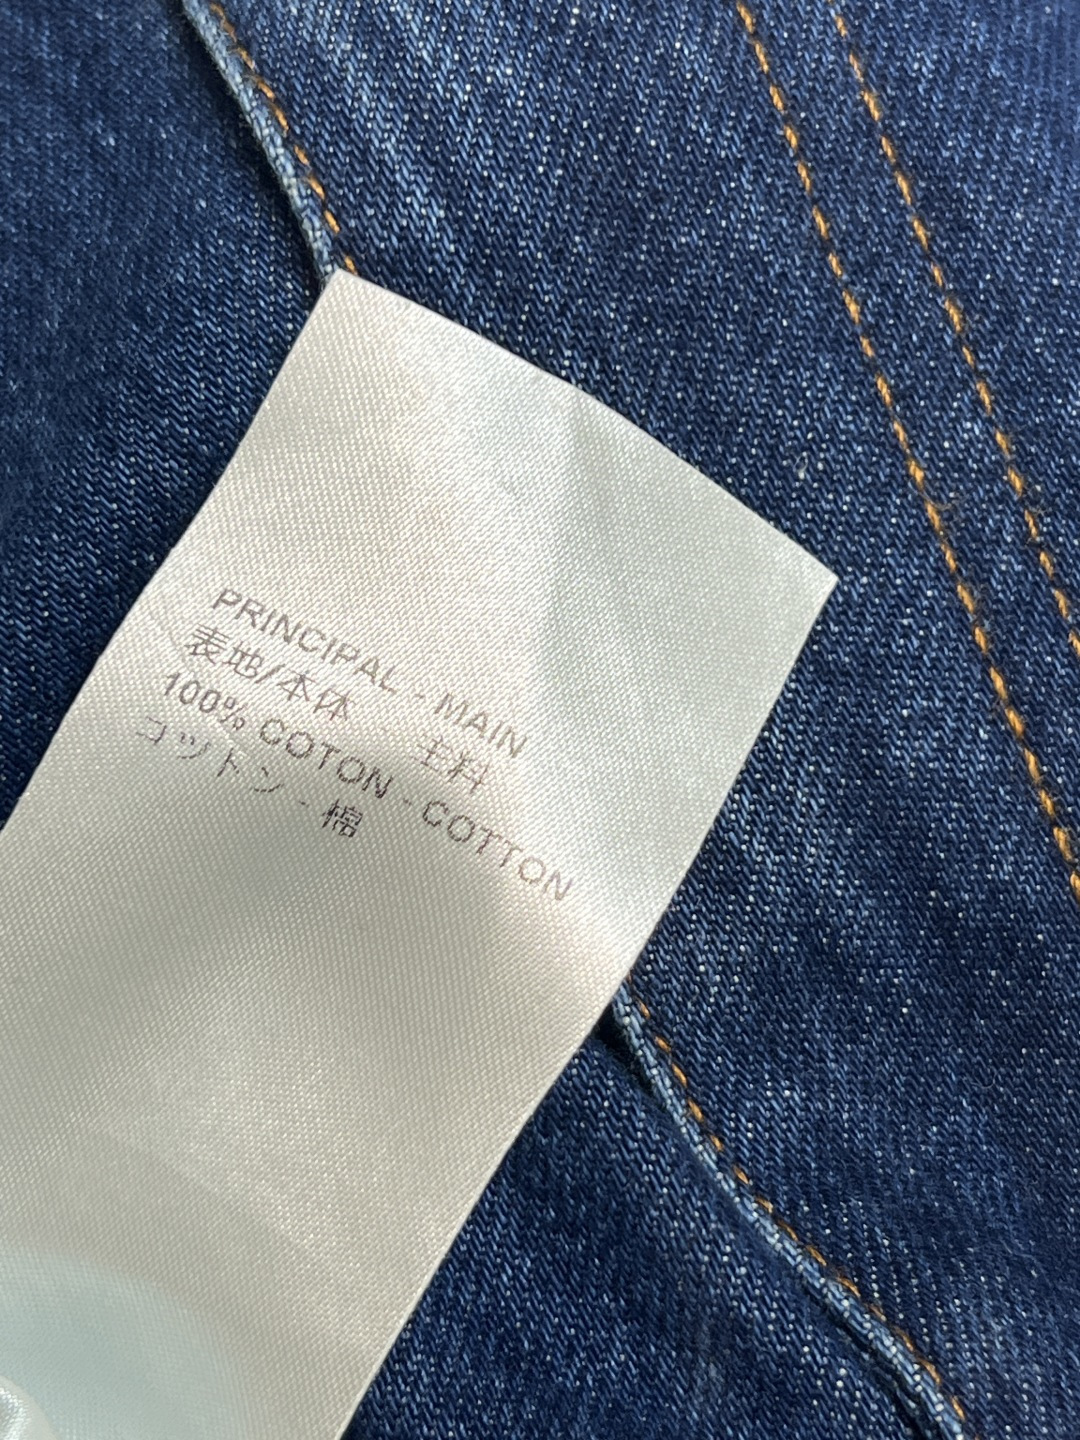 PRINCIPAL - MAIN
表地/本体 - 主料
100% COTON - COTTON
コットン - 棉